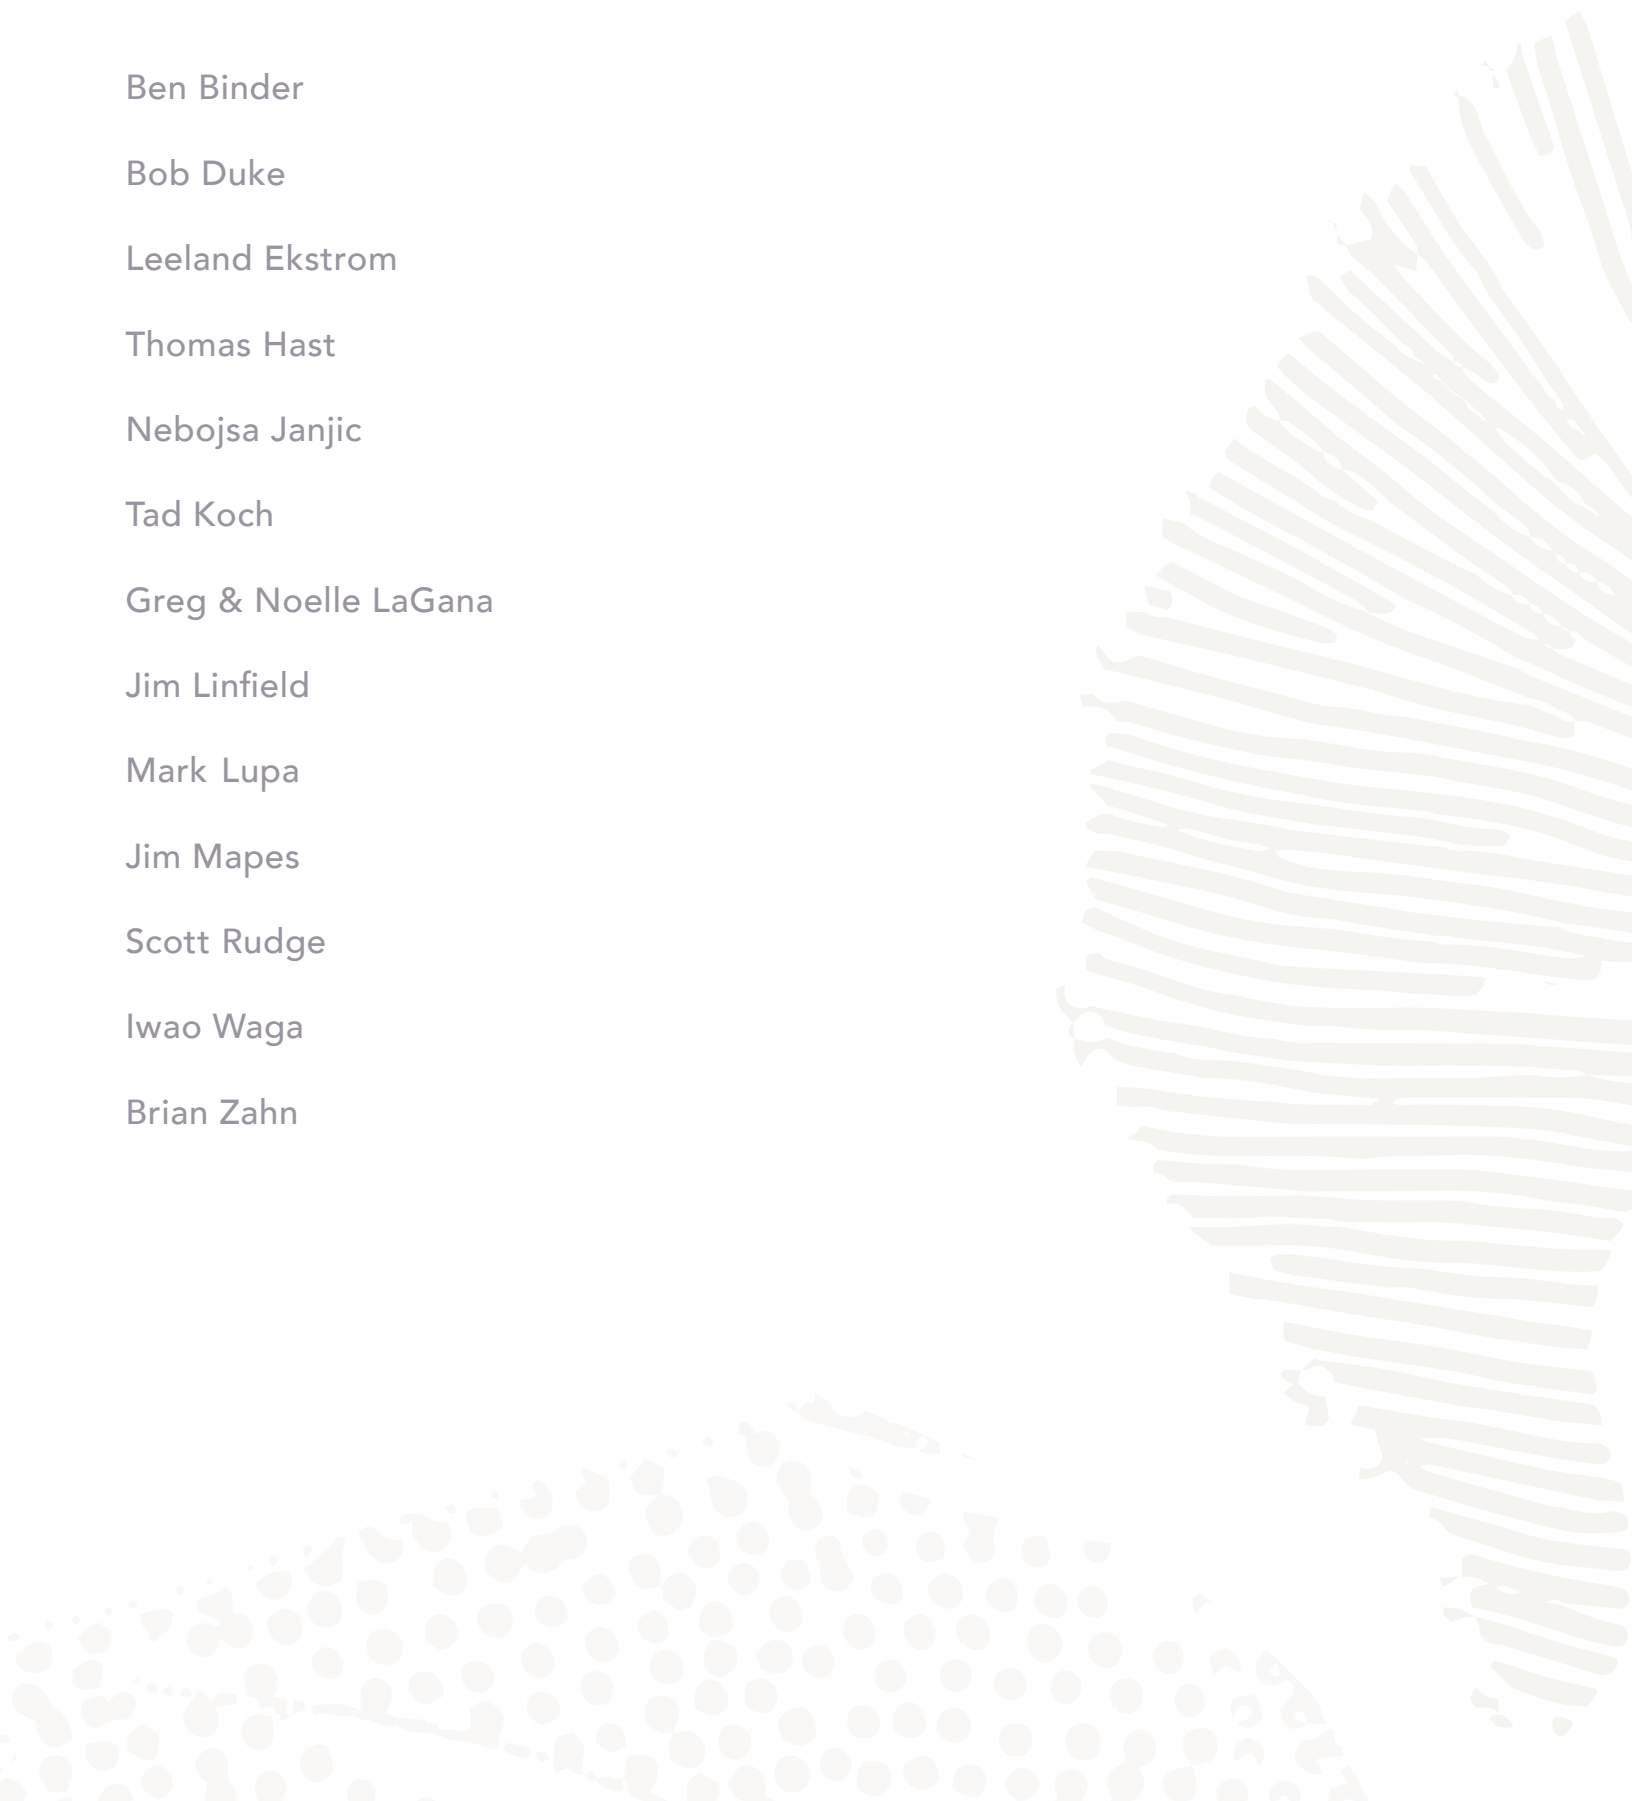 Ben Binder
Bob Duke
Leeland Ekstrom
Thomas Hast
Nebojsa Janjic
Tad Koch
Greg & Noelle LaGana
Jim Linfield
Mark Lupa
Jim Mapes
Scott Rudge
Iwao Waga
Brian Zahn